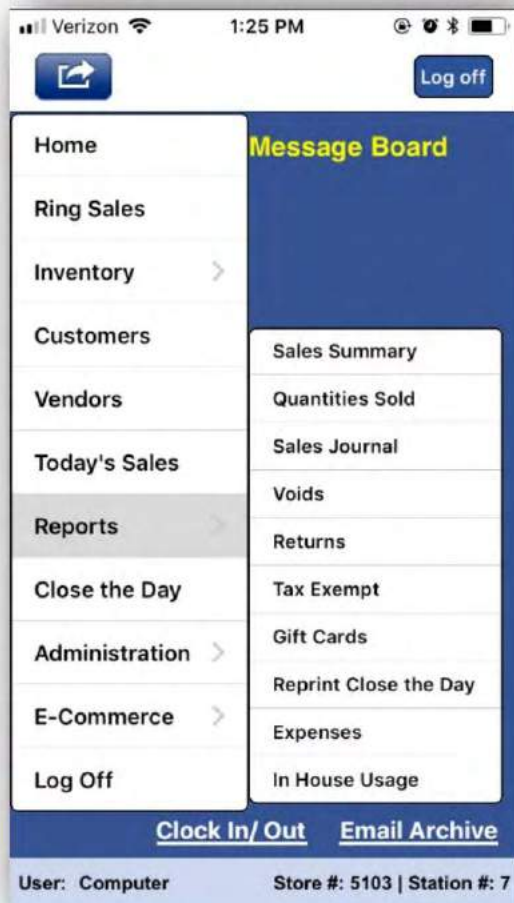 Verizon 1:25 PM
Log off
Message Board
Home
Ring Sales
Inventory
Customers
Vendors
Today's Sales
Reports
Close the Day
Administration
E-Commerce
Log Off
Sales Summary
Quantities Sold
Sales Journal
Voids
Returns
Tax Exempt
Gift Cards
Reprint Close the Day
Expenses
In House Usage
Clock In/ Out Email Archive
User: Computer Store #: 5103 | Station #: 7